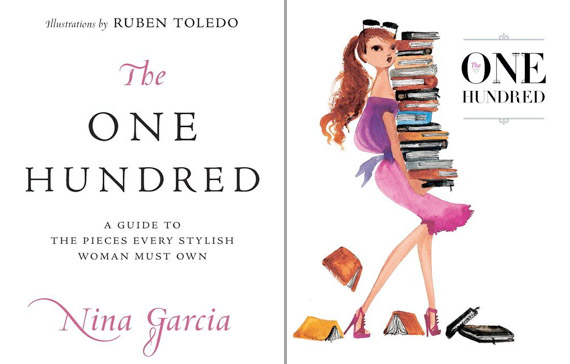 Illustrations by RUBEN TOLEDO
The
ONE
HUNDRED
A GUIDE TO
THE PIECES EVERY STYLISH
WOMAN MUST OWN
Nina Garcia
The
ONE
HUNDRED